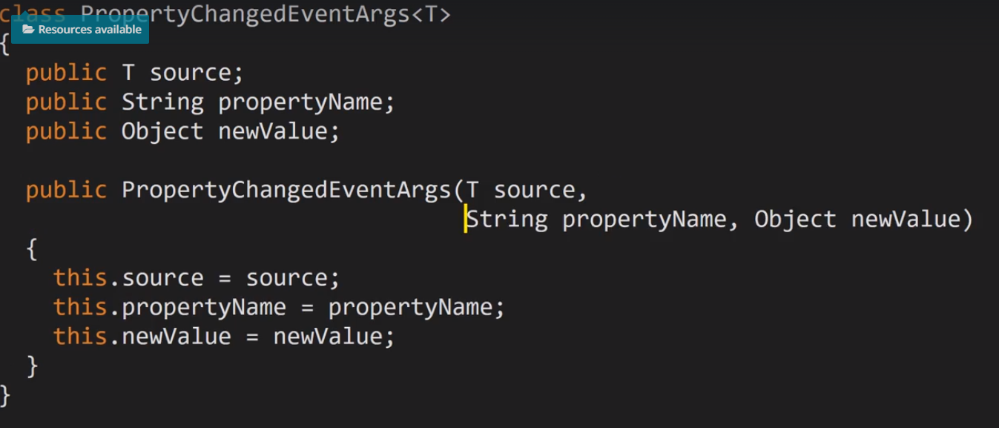 class PropertyChangedEventArgs<T>
Resources available
{
public T source;
public String propertyName;
public Object newValue;
public PropertyChangedEventArgs(T source,
String propertyName, Object newValue)
{
this.source = source;
this.propertyName = propertyName;
this.newValue = newValue;
}
}